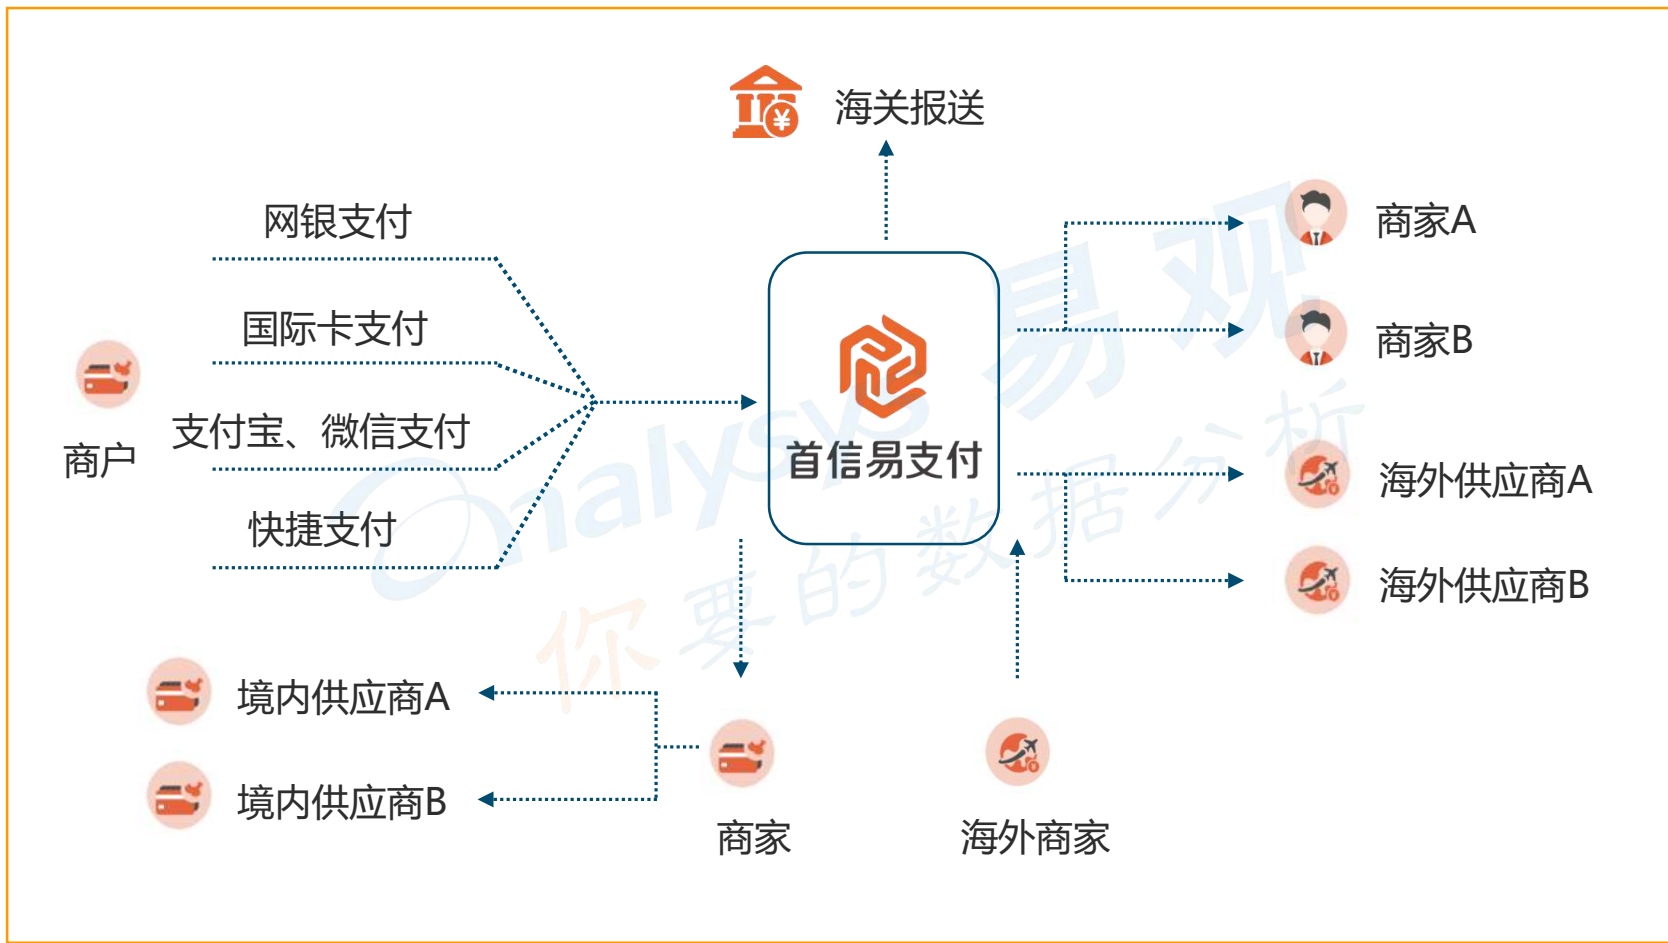 海关报送
网银支付
国际卡支付
支付宝、微信支付
快捷支付
商户
首信易支付
商家A
商家B
海外供应商A
海外供应商B
境内供应商A
境内供应商B
商家
海外商家
analysys 易观
你要的数据分析